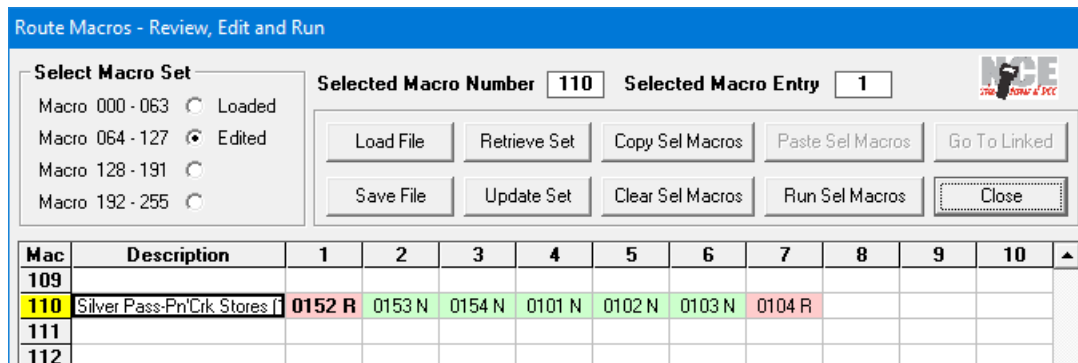 Route Macros - Review, Edit and Run
Select Macro Set
Selected Macro Number 110 Selected Macro Entry 1
NCE
Macro 000 - 063 Loaded
Macro 064 - 127 Edited
Macro 128 - 191
Macro 192 - 255
Load File Retrieve Set Copy Sel Macros Paste Sel Macros Go To Linked
Save File Update Set Clear Sel Macros Run Sel Macros Close
Mac Description 1 2 3 4 5 6 7 8 9 10
109
110 Silver Pass-Pn'Crk Stores ( 0152 R 0153 N 0154 N 0101 N 0102 N 0103 N 0104 R
111
112